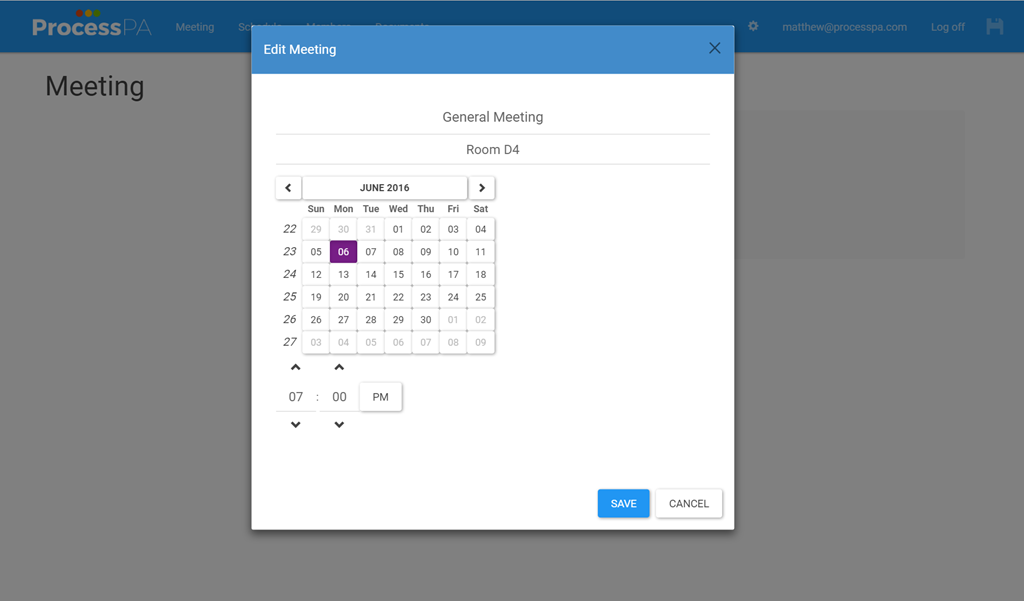 ProcessPA Meeting matthew@processpa.com Log off
Edit Meeting
Meeting
General Meeting
Room D4
JUNE 2016
Sun Mon Tue Wed Thu Fri Sat
22 29 30 31 01 02 03 04
23 05 06 07 08 09 10 11
24 12 13 14 15 16 17 18
25 19 20 21 22 23 24 25
26 26 27 28 29 30 01 02
27 03 04 05 06 07 08 09
07 : 00 PM
SAVE CANCEL